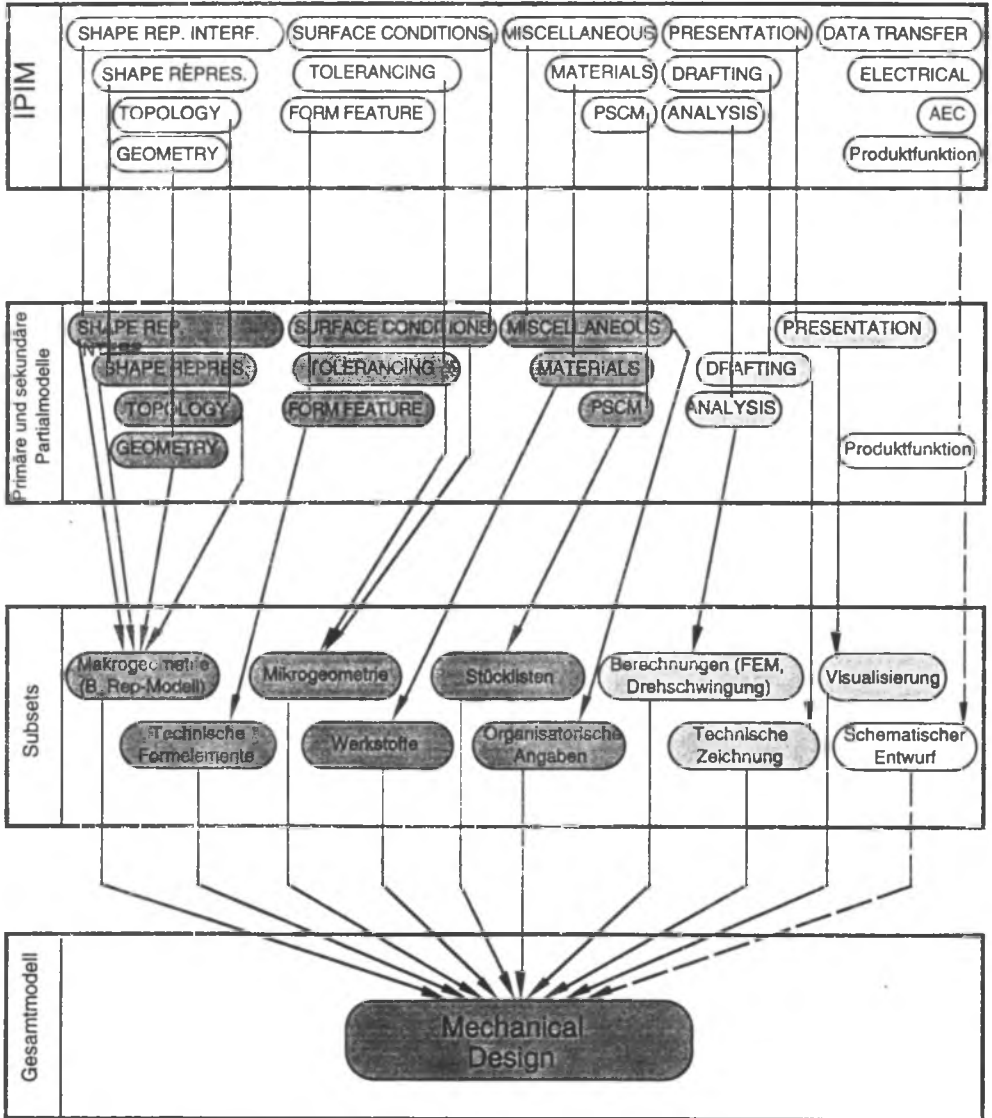 IPIM
SHAPE REP. INTERF.
SURFACE CONDITIONS
MISCELLANEOUS
PRESENTATION
DATA TRANSFER
SHAPE REPRES.
TOLERANCING
MATERIALS
DRAFTING
ELECTRICAL
TOPOLOGY
FORM FEATURE
PSCM
ANALYSIS
AEC
GEOMETRY
Produktfunktion
Primäre und sekundäre
Partialmodelle
SHAPE REP.
SURFACE CONDITIONS
MISCELLANEOUS
PRESENTATION
SHAPE REPRES
TOLERANCING
MATERIALS
DRAFTING
TOPOLOGY
FORM FEATURE
PSCM
ANALYSIS
GEOMETRY
Produktfunktion
Subsets
Makrogeometrie
(B_Rep-Modell)
Mikrogeometrie
Stücklisten
Berechnungen (FEM,
Drehschwingung)
Visualisierung
Technische
Formelemente
Werkstoffe
Organisatorische
Angaben
Technische
Zeichnung
Schematischer
Entwurf
Gesamtmodell
Mechanical
Design